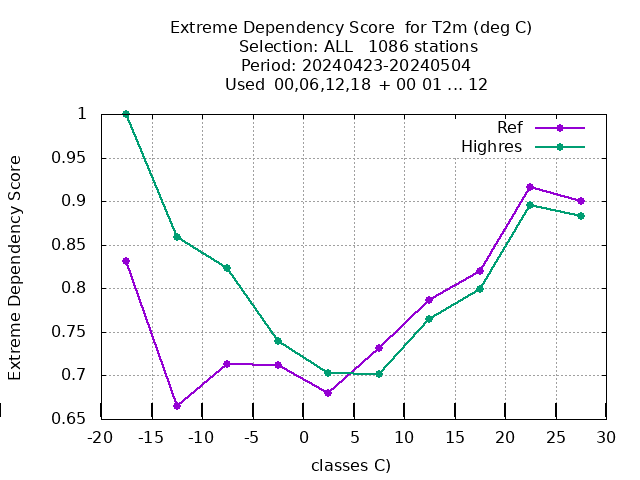 Extreme Dependency Score  for T2m (deg C)
Selection: ALL   1086 stations
Period: 20240423-20240504
Used  00,06,12,18 + 00 01 ... 12
Ref
Highres
Extreme Dependency Score
1
0.95
0.9
0.85
0.8
0.75
0.7
0.65
-20 -15 -10 -5 0 5 10 15 20 25 30
classes C)